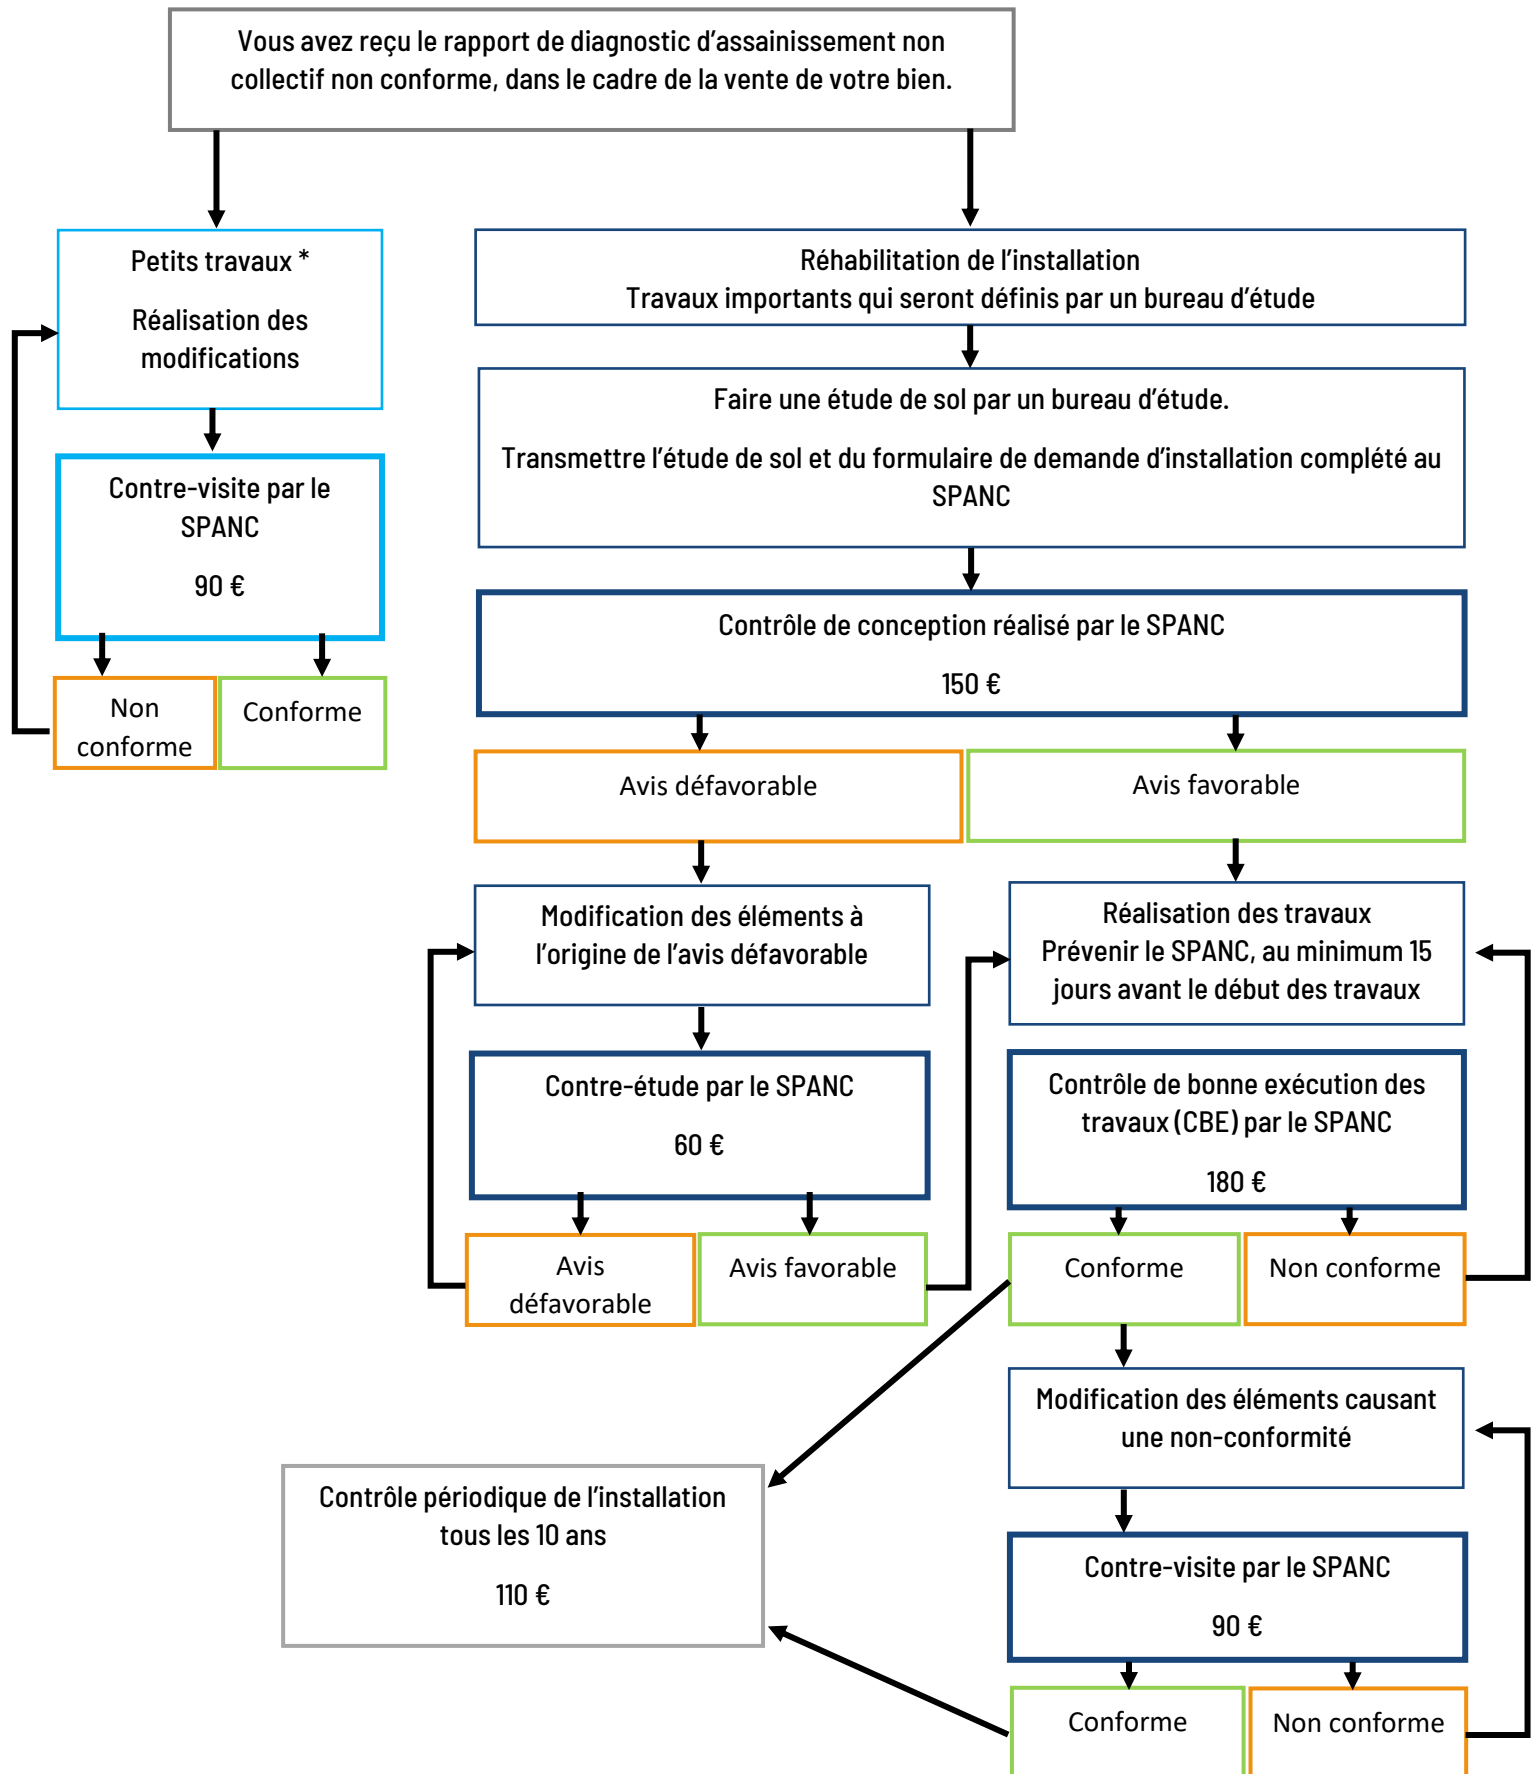 Vous avez reçu le rapport de diagnostic d'assainissement non
collectif non conforme, dans le cadre de la vente de votre bien.
Petits travaux *
Réalisation des
modifications
Contre-visite par le
SPANC
90 €
Non
conforme
Conforme
Réhabilitation de l'installation
Travaux importants qui seront définis par un bureau d'étude
Faire une étude de sol par un bureau d'étude.
Transmettre l'étude de sol et du formulaire de demande d'installation complété au
SPANC
Contrôle de conception réalisé par le SPANC
150 €
Avis défavorable
Avis favorable
Modification des éléments à
l'origine de l'avis défavorable
Contre-étude par le SPANC
60 €
Avis
défavorable
Avis favorable
Réalisation des travaux
Prévenir le SPANC, au minimum 15
jours avant le début des travaux
Contrôle de bonne exécution des
travaux (CBE) par le SPANC
180 €
Conforme
Non conforme
Modification des éléments causant
une non-conformité
Contre-visite par le SPANC
90 €
Conforme
Non conforme
Contrôle périodique de l'installation
tous les 10 ans
110 €